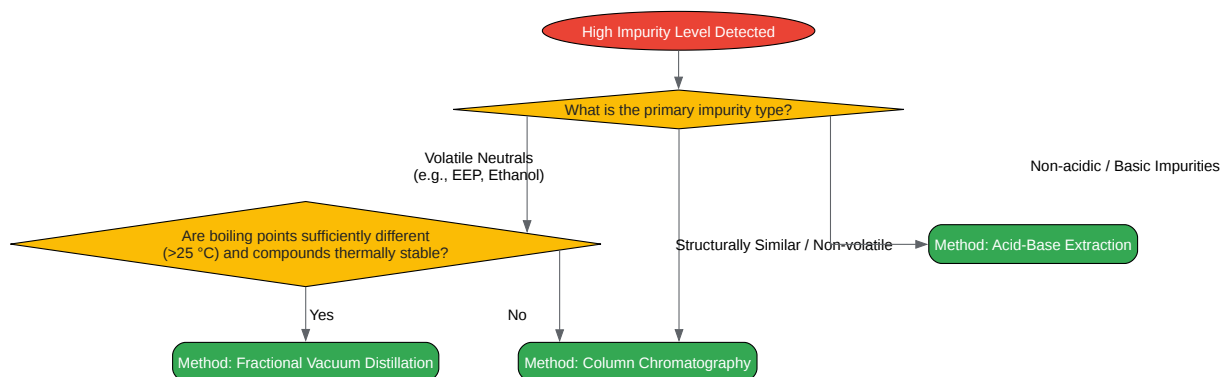 High Impurity Level Detected
What is the primary impurity type?
Volatile Neutrals
(e.g., EEP, Ethanol)
Non-acidic / Basic Impurities
Are boiling points sufficiently different
(>25 °C) and compounds thermally stable?
Structurally Similar / Non-volatile
Method: Acid-Base Extraction
Yes
No
Method: Fractional Vacuum Distillation
Method: Column Chromatography